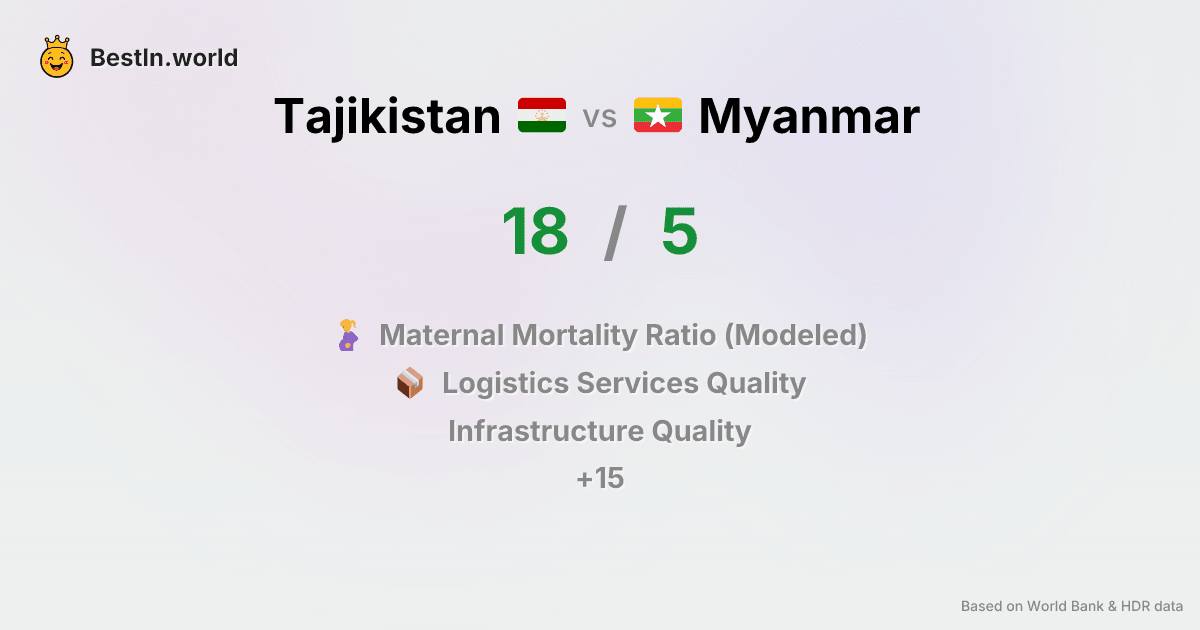 BestIn.world
Tajikistan vs Myanmar
18 / 5
Maternal Mortality Ratio (Modeled)
Logistics Services Quality
Infrastructure Quality
+15
Based on World Bank & HDR data